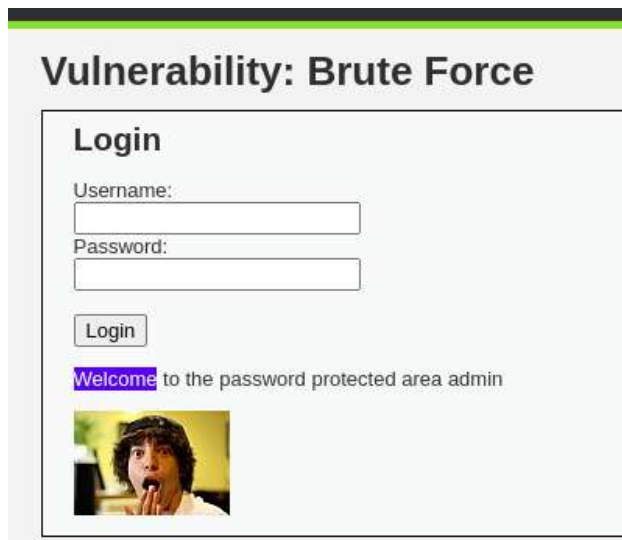 Vulnerability: Brute Force
Login
Username:
Password:
Login
Welcome to the password protected area admin